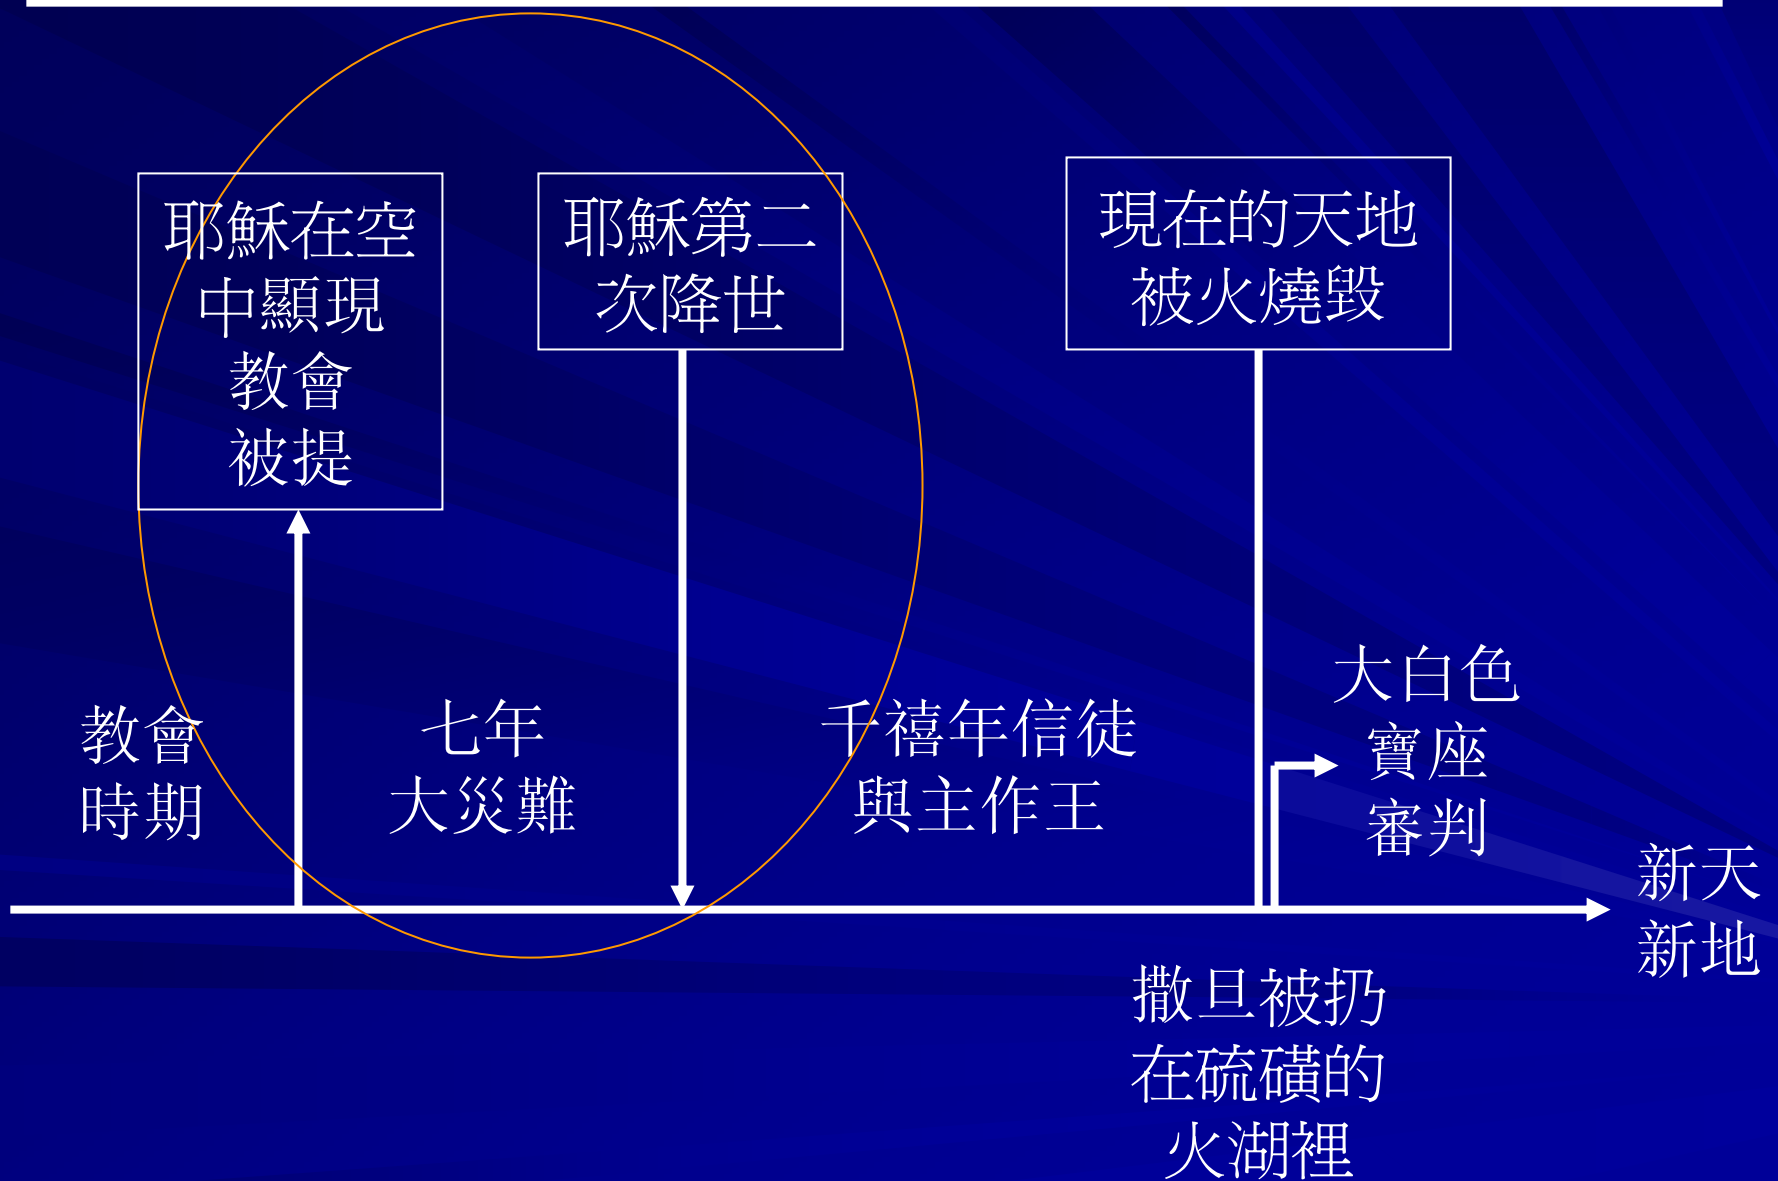 耶穌在空
中顯現
教會
被提
耶穌第二
次降世
現在的天地
被火燒毀
教會
時期
七年
大災難
千禧年信徒
與主作王
大白色
寶座
審判
新天
新地
撒旦被扔
在硫磺的
火湖裡